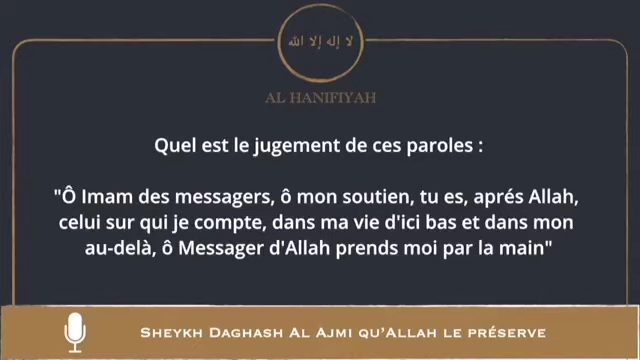 لا إله إلا الله
AL HANIFIYAH
Quel est le jugement de ces paroles :
"Ô Imam des messagers, ô mon soutien, tu es, aprés Allah,
celui sur qui je compte, dans ma vie d'ici bas et dans mon
au-delà, ô Messager d'Allah prends moi par la main"
Sheykh Daghash Al Ajmi qu'Allah le préserve